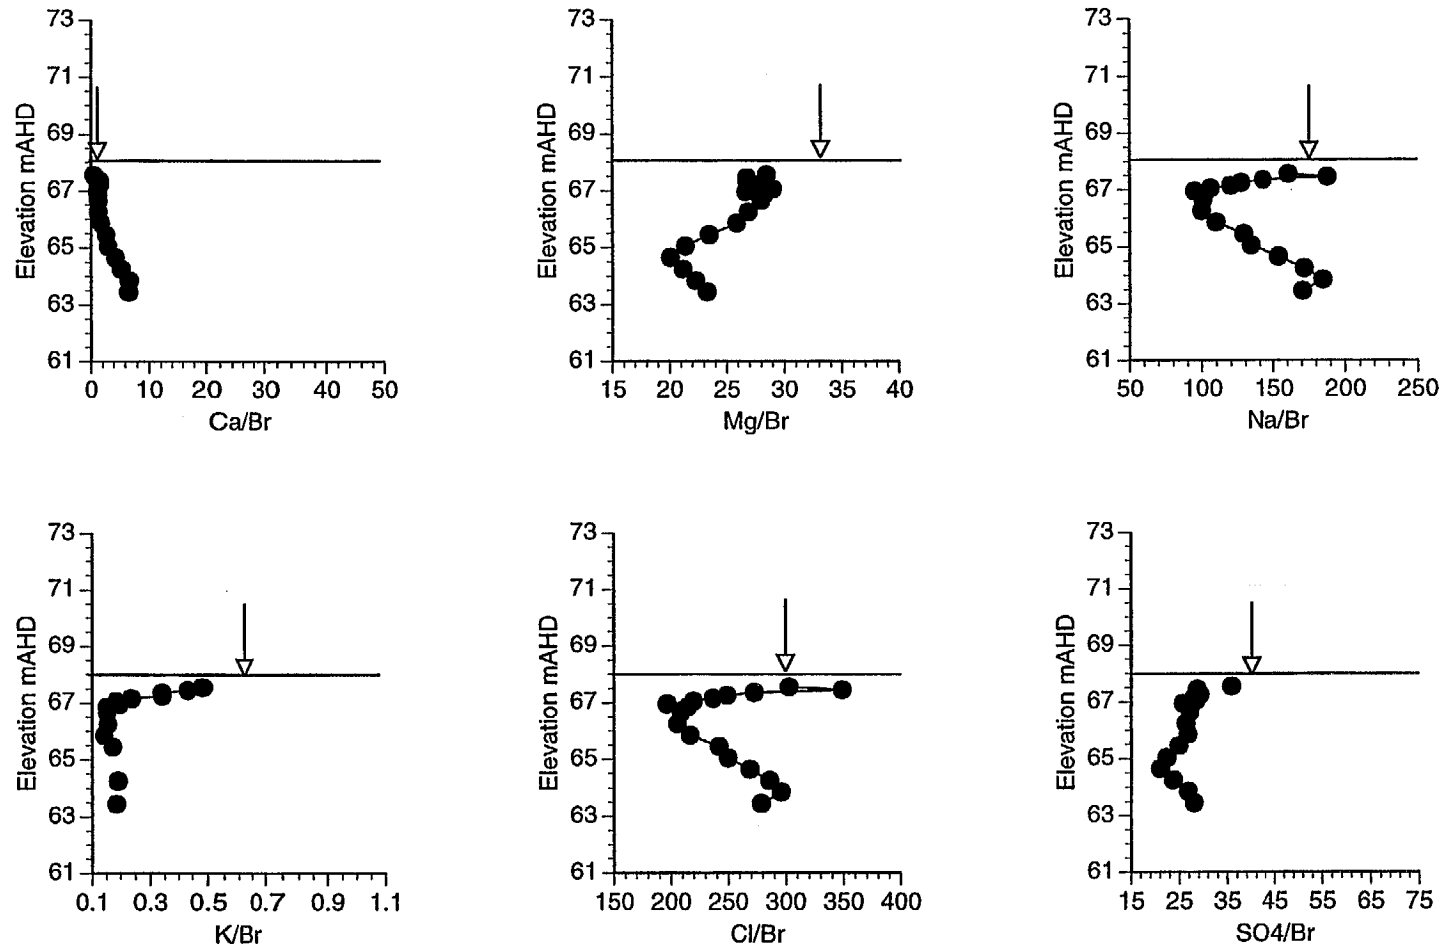 73
71
69
67
65
63
61
Elevation mAHD
0 10 20 30 40 50
Ca/Br
73
71
69
67
65
63
61
Elevation mAHD
15 20 25 30 35 40
Mg/Br
73
71
69
67
65
63
61
Elevation mAHD
50 100 150 200 250
Na/Br
73
71
69
67
65
63
61
Elevation mAHD
0.1 0.3 0.5 0.7 0.9 1.1
K/Br
73
71
69
67
65
63
61
Elevation mAHD
150 200 250 300 350 400
Cl/Br
73
71
69
67
65
63
61
Elevation mAHD
15 25 35 45 55 65 75
SO4/Br